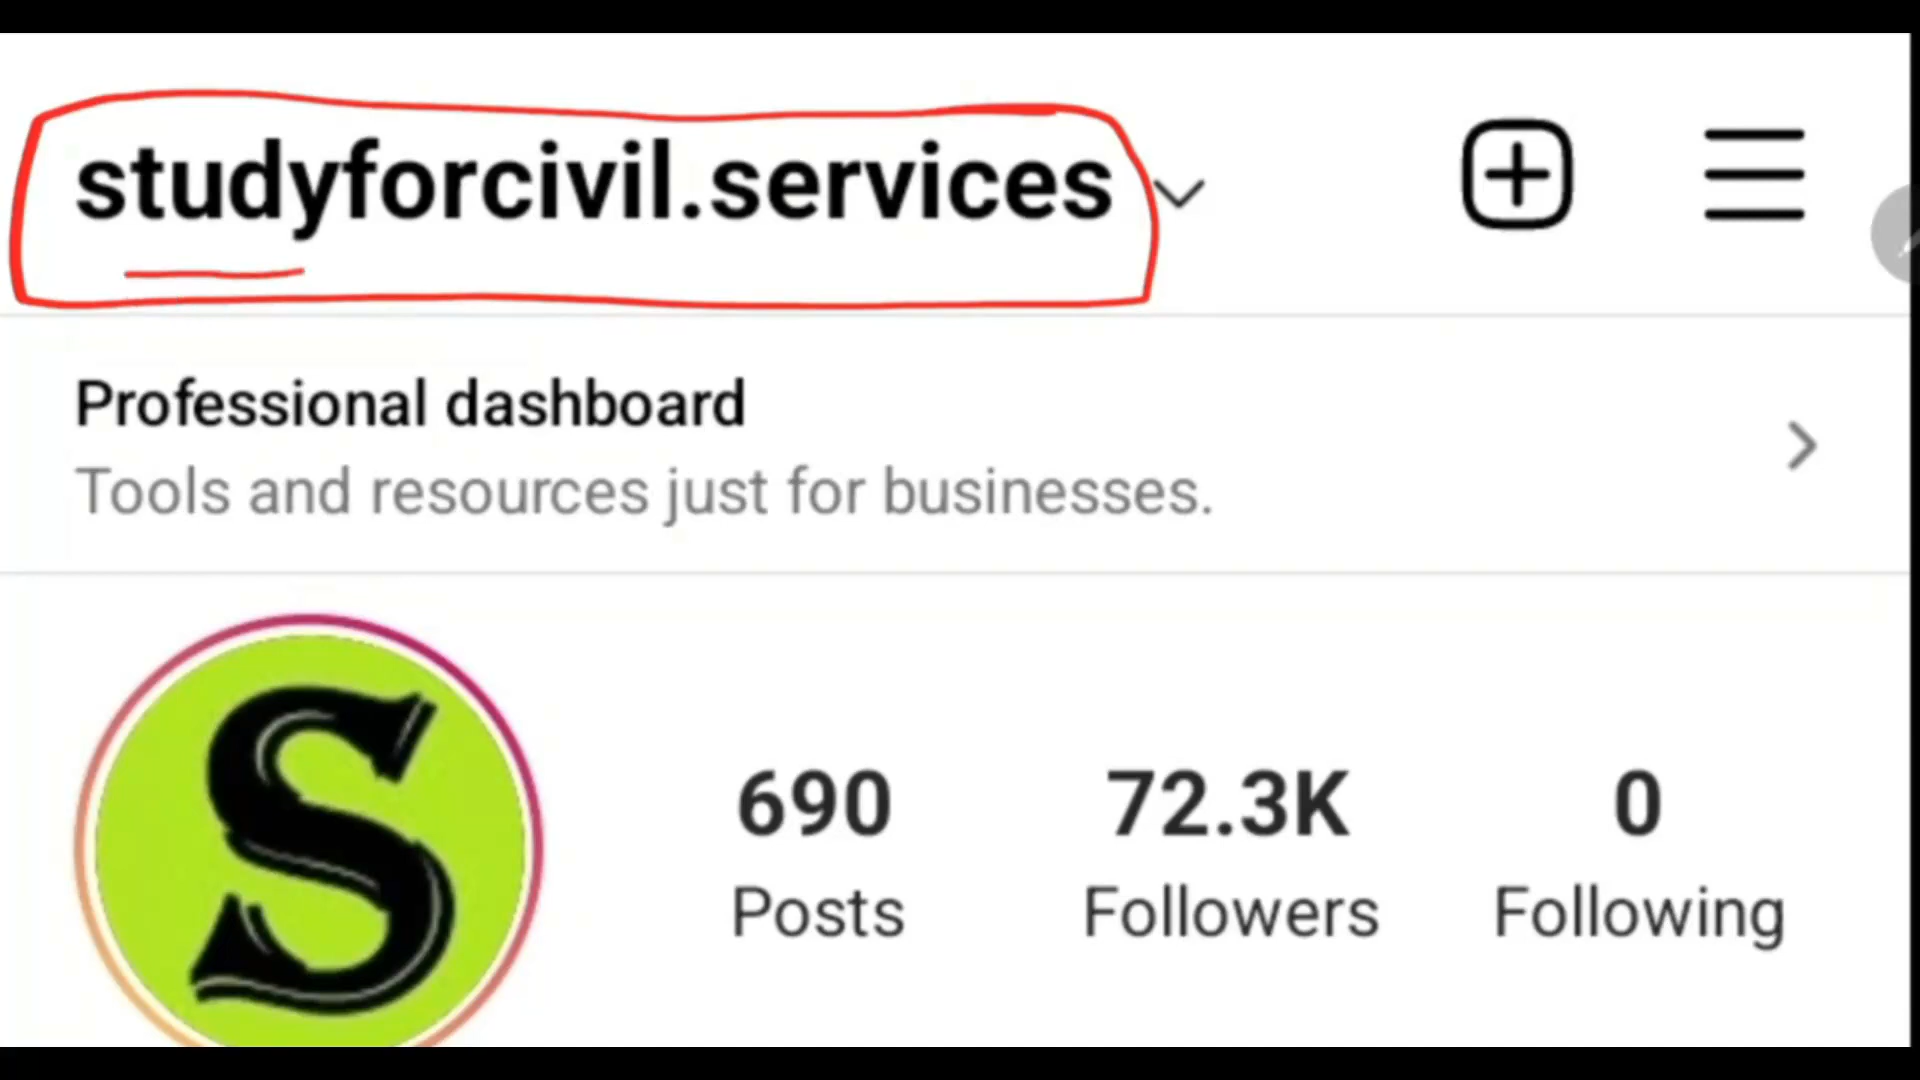 studyforcivil.services
Professional dashboard
Tools and resources just for businesses.
S
690 72.3K 0
Posts Followers Following